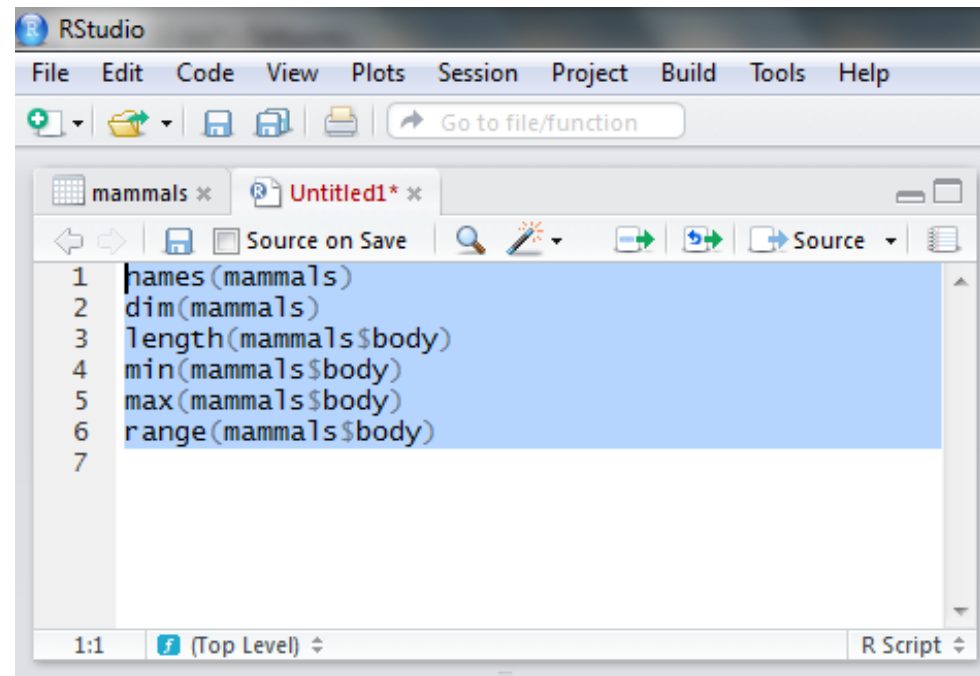 RStudio
File Edit Code View Plots Session Project Build Tools Help
Go to file/function
mammals Untitled1*
Source on Save Source
1 names(mammals)
2 dim(mammals)
3 length(mammals$body)
4 min(mammals$body)
5 max(mammals$body)
6 range(mammals$body)
7
1:1 (Top Level) R Script